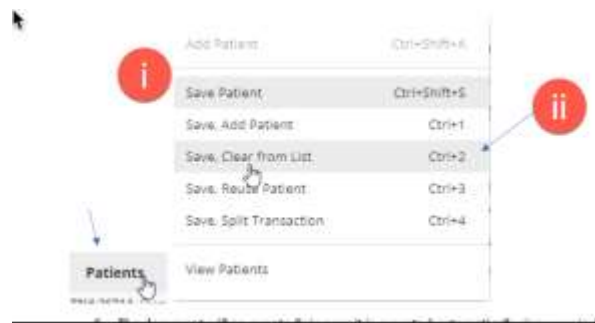 Add Patient Ctrl+Shift+A
i
Save Patient Ctrl+Shift+S
ii
Save, Add Patient Ctrl+1
Save, Clear from List Ctrl+2
Save, Route Patient Ctrl+3
Save, Split Transaction Ctrl+4
Patients
View Patients